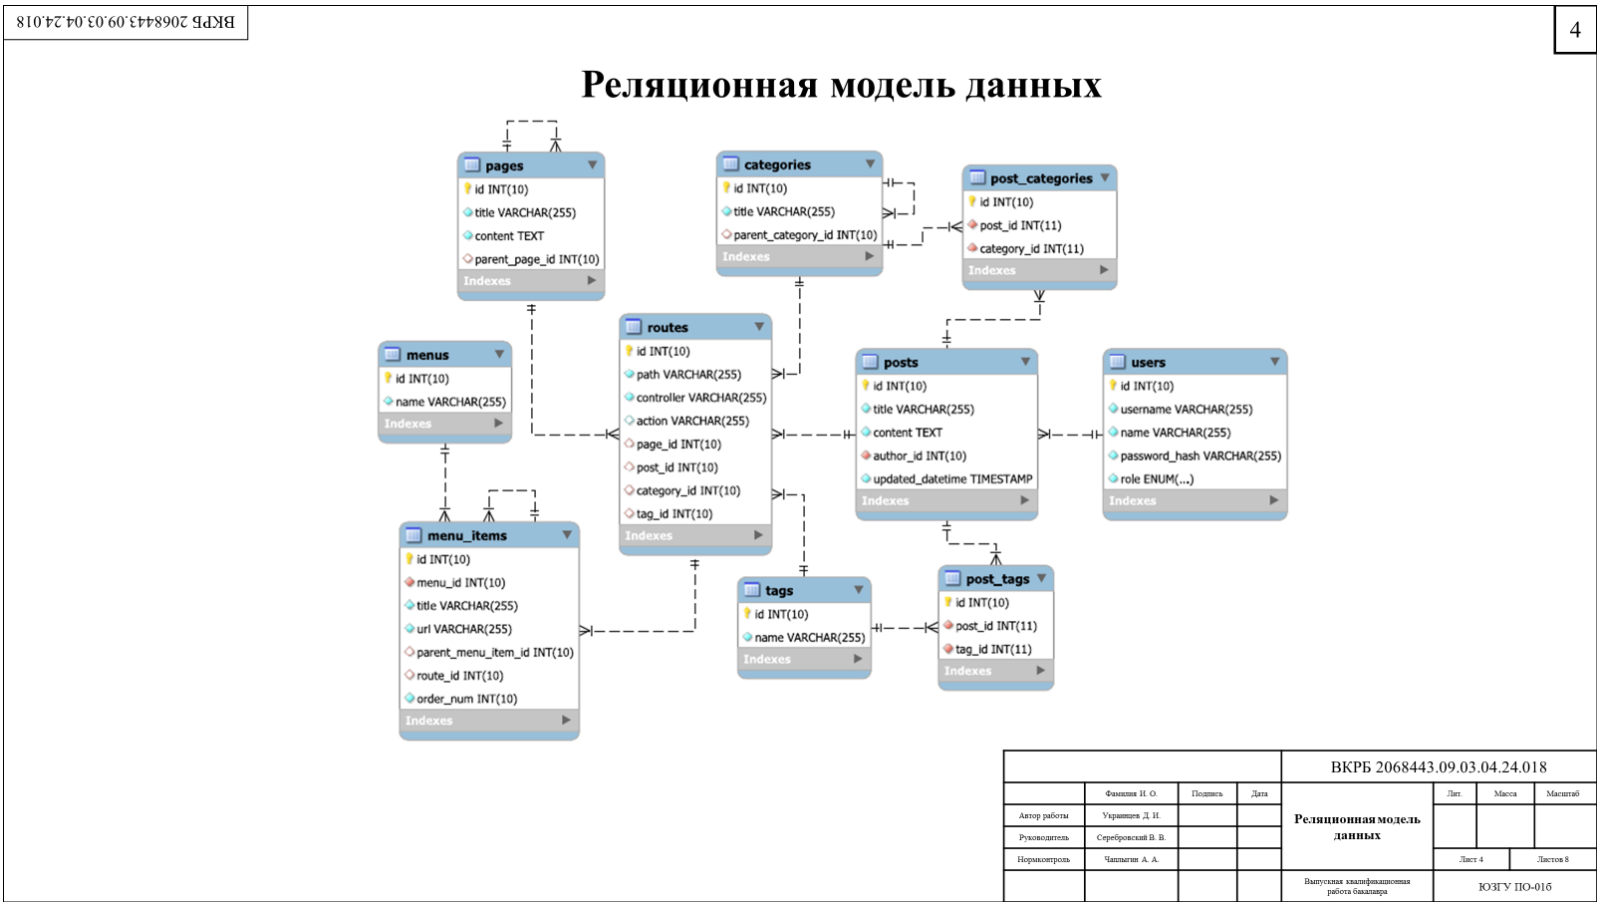 ВКРБ 2068443.09.03.04.24.018
4
Реляционная модель данных
pages
id INT(10)
title VARCHAR(255)
content TEXT
parent_page_id INT(10)
Indexes
categories
id INT(10)
title VARCHAR(255)
parent_category_id INT(10)
Indexes
post_categories
id INT(10)
post_id INT(11)
category_id INT(11)
Indexes
menus
id INT(10)
name VARCHAR(255)
Indexes
routes
id INT(10)
path VARCHAR(255)
controller VARCHAR(255)
action VARCHAR(255)
page_id INT(10)
post_id INT(10)
category_id INT(10)
tag_id INT(10)
Indexes
posts
id INT(10)
title VARCHAR(255)
content TEXT
author_id INT(10)
updated_datetime TIMESTAMP
Indexes
users
id INT(10)
username VARCHAR(255)
name VARCHAR(255)
password_hash VARCHAR(255)
role ENUM(...)
Indexes
menu_items
id INT(10)
menu_id INT(10)
title VARCHAR(255)
url VARCHAR(255)
parent_menu_item_id INT(10)
route_id INT(10)
order_num INT(10)
Indexes
tags
id INT(10)
name VARCHAR(255)
Indexes
post_tags
id INT(10)
post_id INT(11)
tag_id INT(11)
Indexes
ВКРБ 2068443.09.03.04.24.018
Фамилия И. О. Подпись Дата
Автор работы Украинцев Д. И.
Руководитель Серебровский В. В.
Нормконтроль Чаплыгин А. А.
Реляционная модель
данных
Лит. Масса Масштаб
Лист 4 Листов 8
Выпускная квалификационная
работа бакалавра
ЮЗГУ ПО-01б